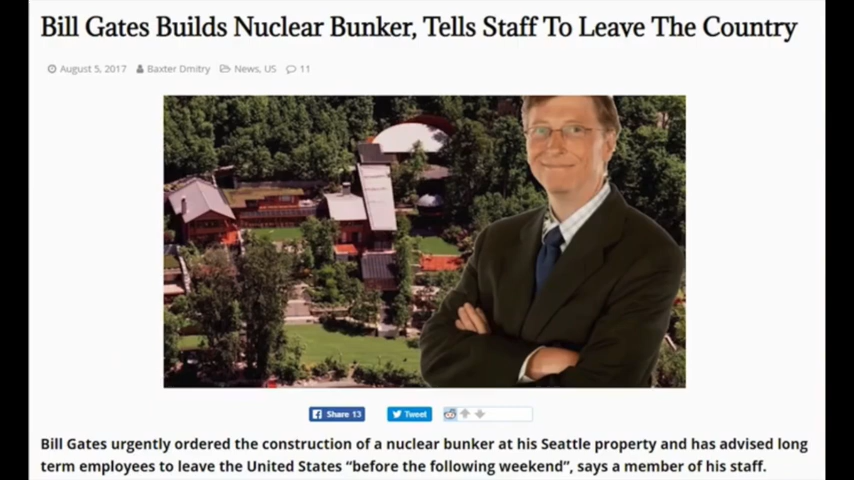 Bill Gates Builds Nuclear Bunker, Tells Staff To Leave The Country
August 5, 2017 Baxter Dmitry News, US 11
Share 13 Tweet
Bill Gates urgently ordered the construction of a nuclear bunker at his Seattle property and has advised long
term employees to leave the United States “before the following weekend”, says a member of his staff.